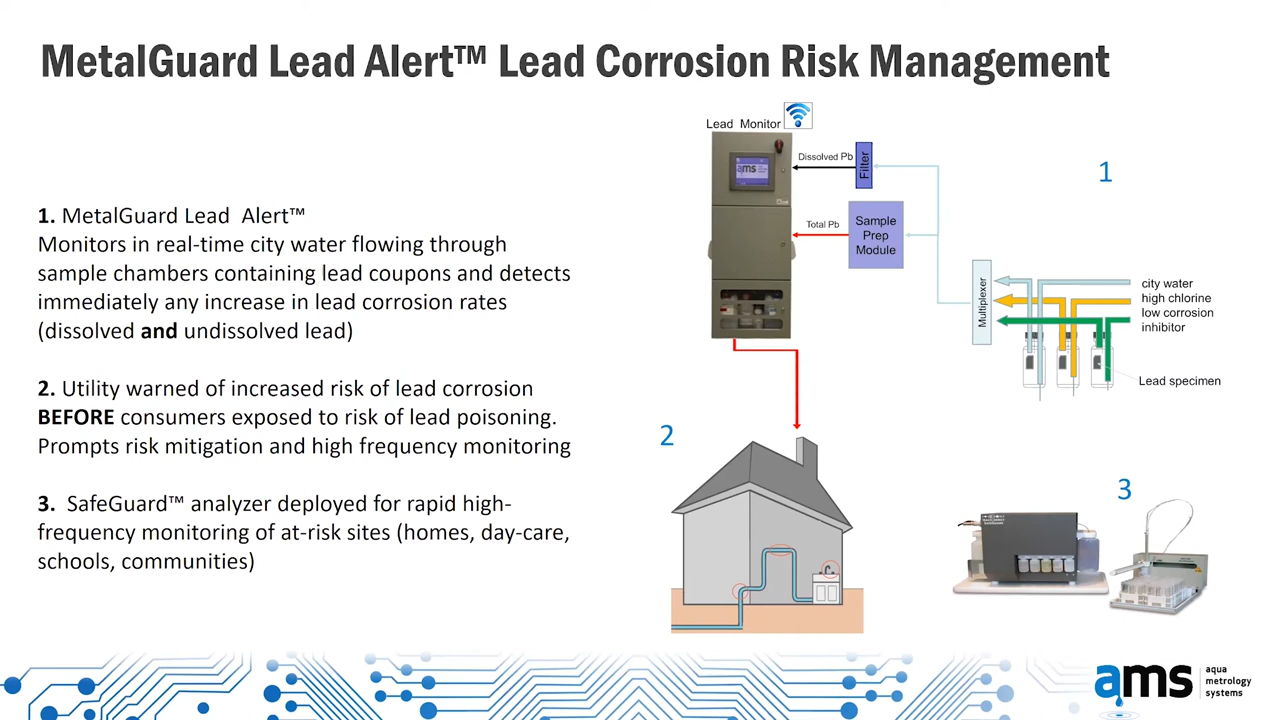 MetalGuard Lead Alert™ Lead Corrosion Risk Management
1. MetalGuard Lead Alert™
Monitors in real-time city water flowing through
sample chambers containing lead coupons and detects
immediately any increase in lead corrosion rates
(dissolved and undissolved lead)
2. Utility warned of increased risk of lead corrosion
BEFORE consumers exposed to risk of lead poisoning.
Prompts risk mitigation and high frequency monitoring
3. SafeGuard™ analyzer deployed for rapid high-
frequency monitoring of at-risk sites (homes, day-care,
schools, communities)
Lead Monitor
ams
Dissolved Pb
Filter
Total Pb
Sample
Prep
Module
1
Multiplexer
city water
high chlorine
low corrosion
inhibitor
Lead specimen
2
3
ams
aqua
metrology
systems